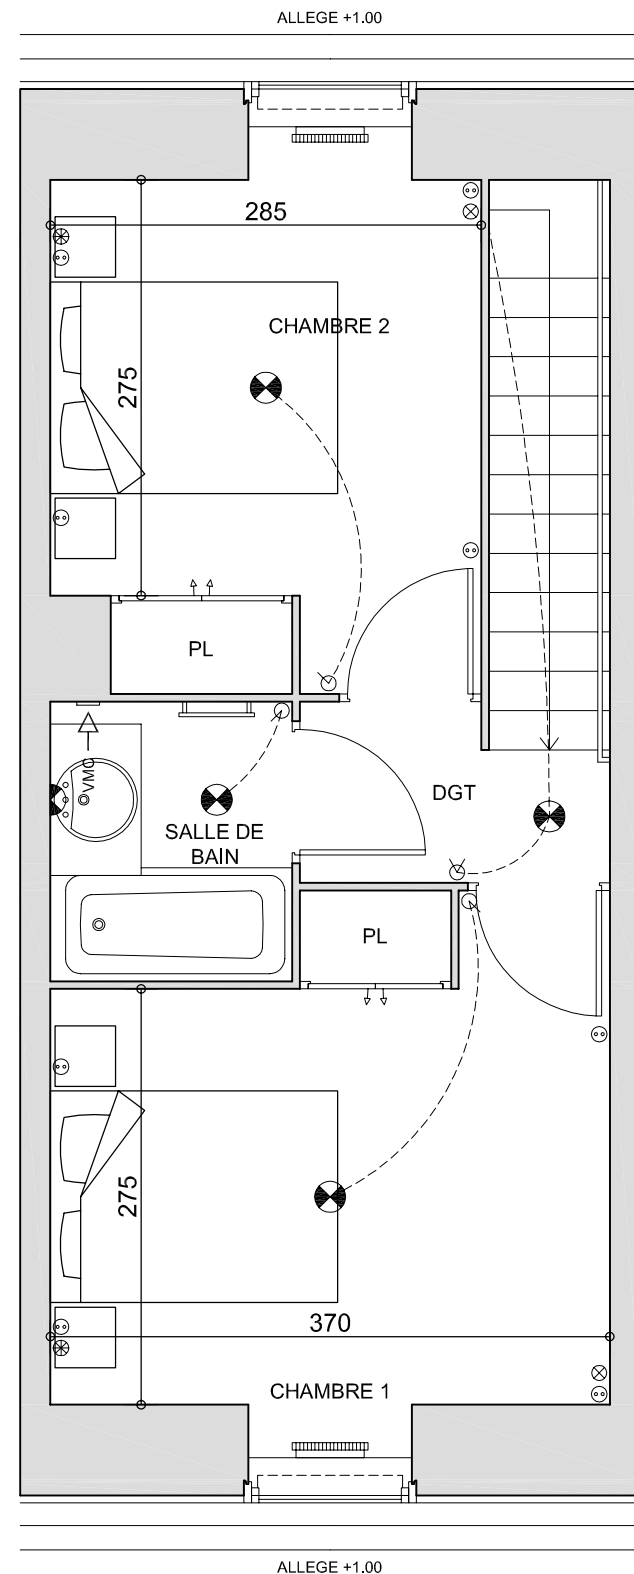 ALLEGE +1.00
285
CHAMBRE 2
275
PL
VMC
DGT
SALLE DE
BAIN
PL
275
370
CHAMBRE 1
ALLEGE +1.00